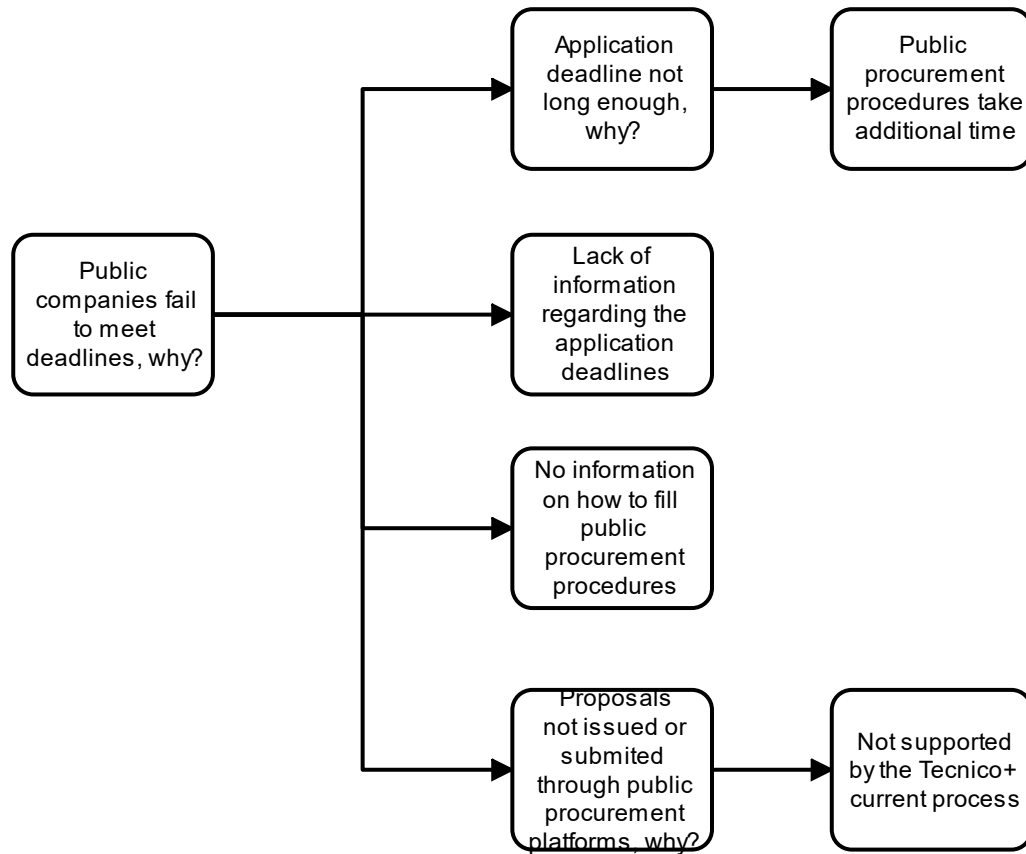 Public
companies fail
to meet
deadlines, why?
Application
deadline not
long enough,
why?
Public
procurement
procedures take
additional time
Lack of
information
regarding the
application
deadlines
No information
on how to fill
public
procurement
procedures
Proposals
not issued or
submited
through public
procurement
platforms, why?
Not supported
by the Tecnico+
current process